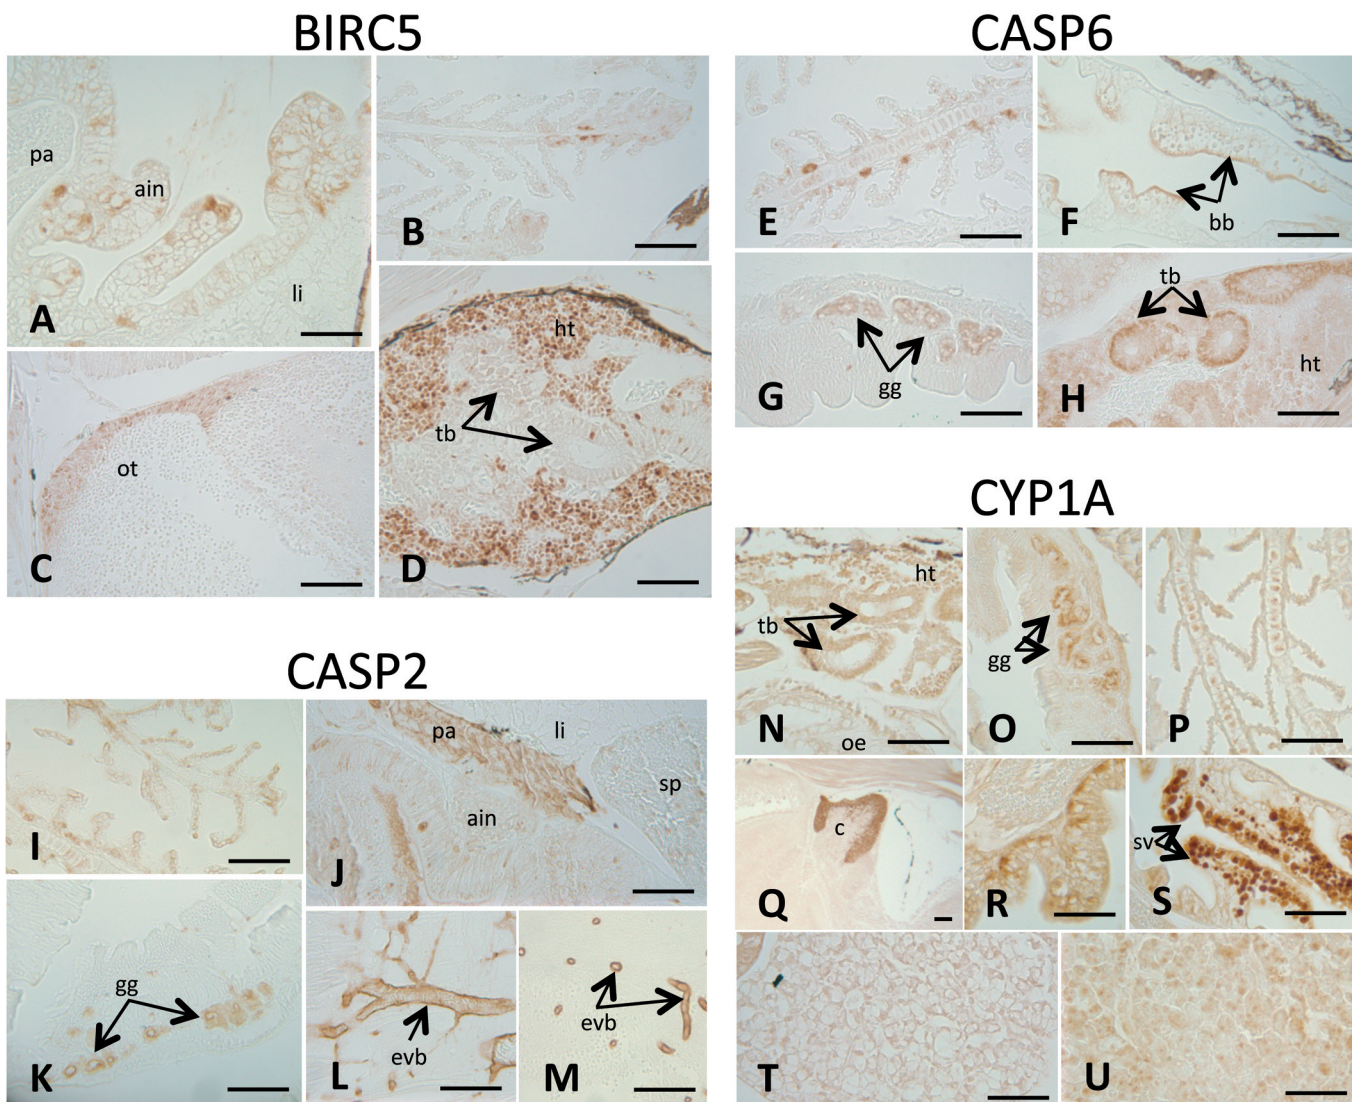 BIRC5
pa
ain
li
A
B
ot
C
ht
tb
D
CASP6
E
bb
F
gg
G
tb
ht
H
CASP2
I
pa
li
sp
ain
J
gg
K
evb
L
evb
M
CYP1A
ht
tb
oe
N
gg
O
P
c
Q
R
sv
S
T
U